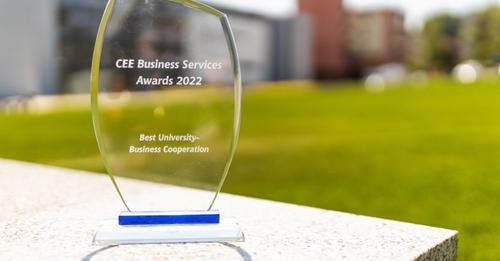 CEE Business Services
Awards 2022
Best University-
Business Cooperation